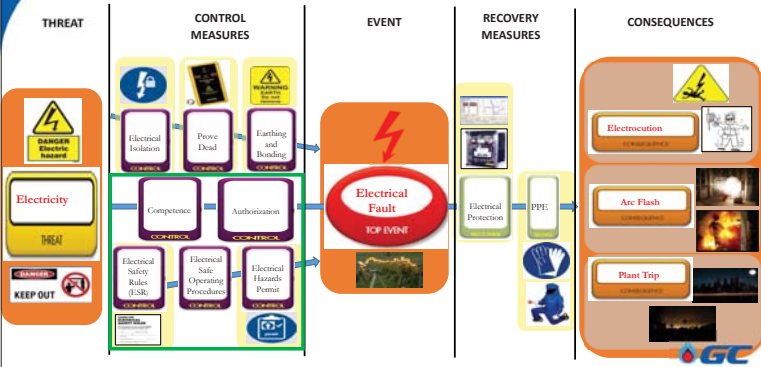 THREAT
CONTROL
MEASURES
EVENT
RECOVERY
MEASURES
CONSEQUENCES
DANGER
Electric
hazard
Electricity
THREAT
DANGER
KEEP OUT
WARNING
EARTH
Electrical
Isolation
CONTROL
Prove
Dead
CONTROL
Earthing
and
Bonding
CONTROL
Competence
CONTROL
Authorization
CONTROL
Electrical
Safety
Rules
(ESR)
CONTROL
Electrical
Safe
Operating
Procedures
CONTROL
Electrical
Hazards
Permit
CONTROL
Electrical
Fault
TOP EVENT
Electrical
Protection
PPE
Electrocution
CONSEQUENCE
Arc Flash
CONSEQUENCE
Plant Trip
CONSEQUENCE
GC